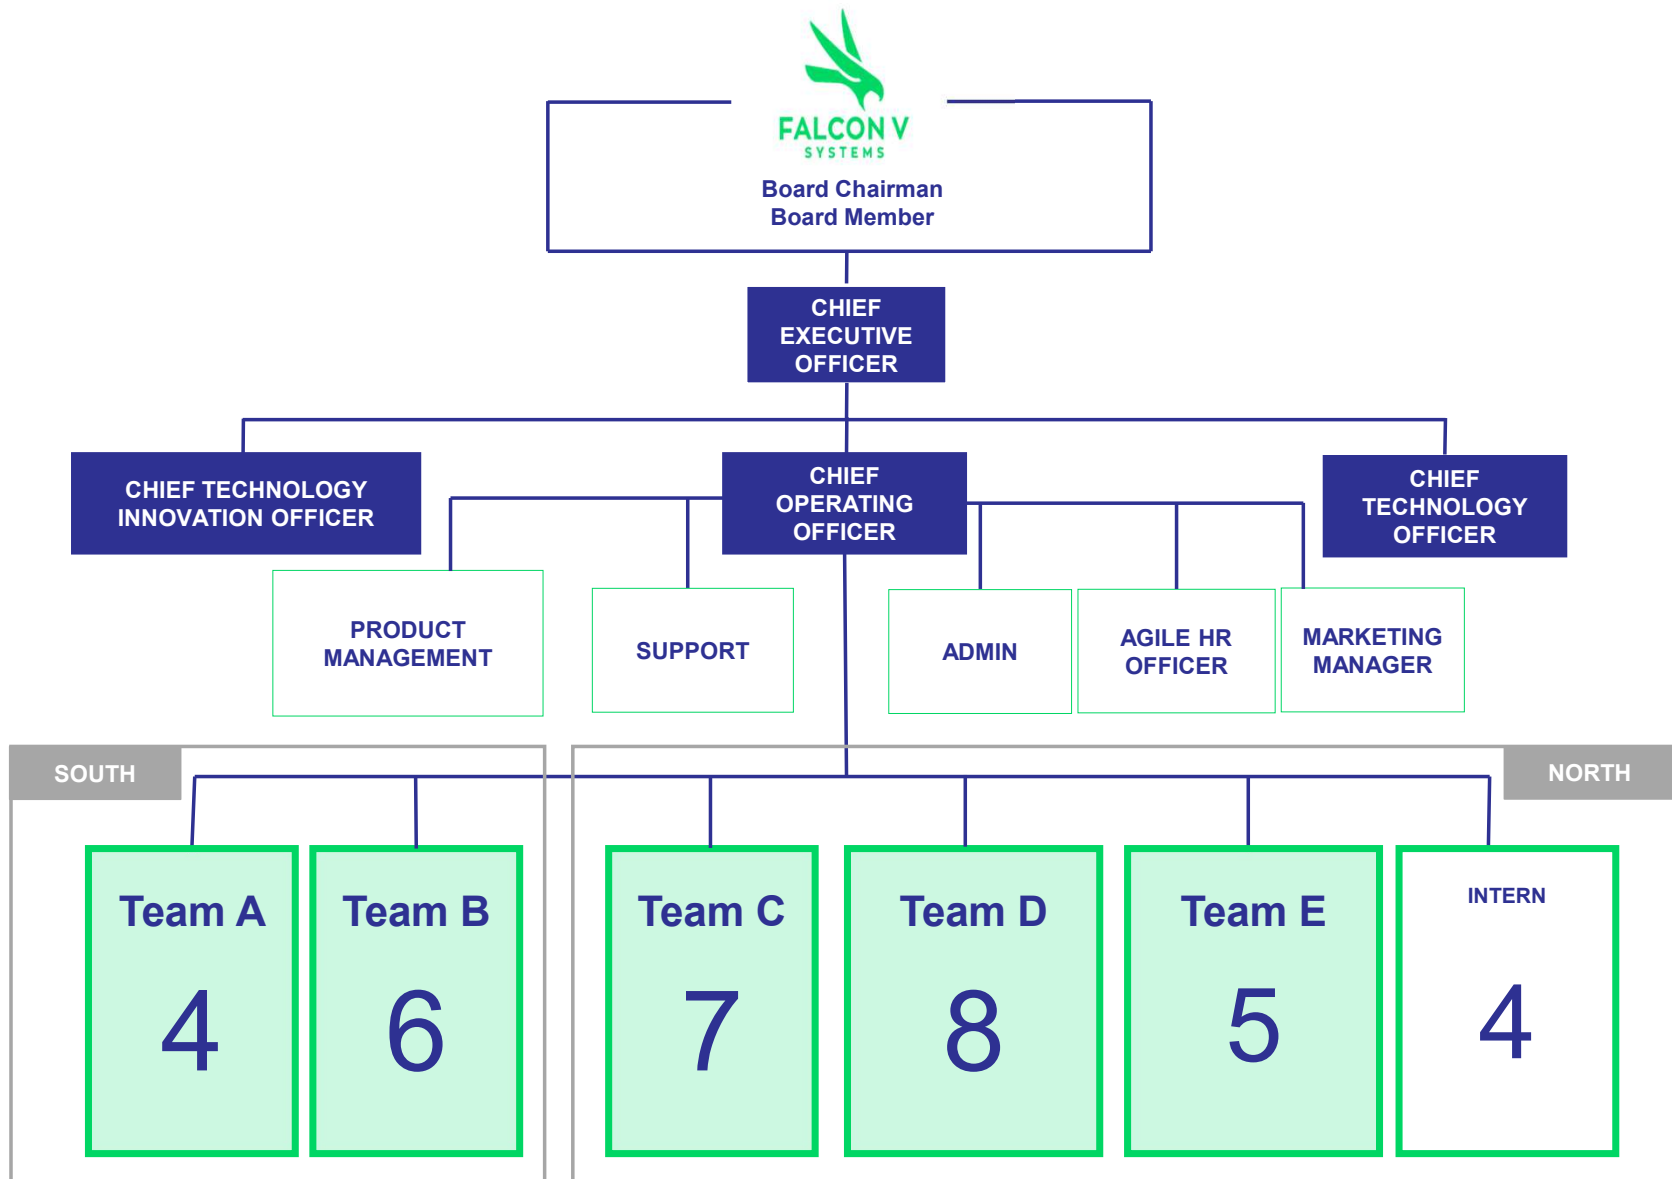 FALCON V
SYSTEMS
Board Chairman
Board Member
CHIEF
EXECUTIVE
OFFICER
CHIEF TECHNOLOGY
INNOVATION OFFICER
CHIEF
OPERATING
OFFICER
CHIEF
TECHNOLOGY
OFFICER
PRODUCT
MANAGEMENT
SUPPORT
ADMIN
AGILE HR
OFFICER
MARKETING
MANAGER
SOUTH
NORTH
Team A
4
Team B
6
Team C
7
Team D
8
Team E
5
INTERN
4